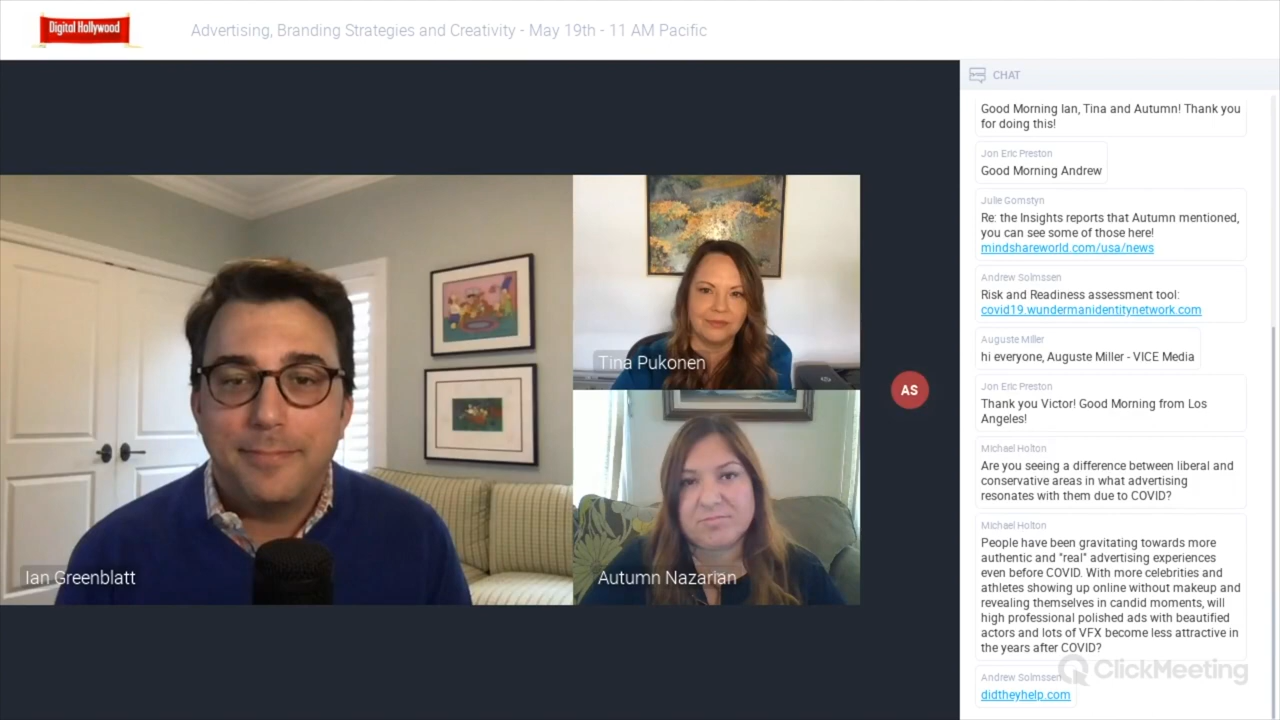 Digital Hollywood
Advertising, Branding Strategies and Creativity - May 19th - 11 AM Pacific
Ian Greenblatt
Tina Pukonen
Autumn Nazarian
AS
CHAT
Good Morning Ian, Tina and Autumn! Thank you
for doing this!
Jon Eric Preston
Good Morning Andrew
Julie Gomstyn
Re: the Insights reports that Autumn mentioned,
you can see some of those here!
mindshareworld.com/usa/news
Andrew Solmssen
Risk and Readiness assessment tool:
covid19.wundermanidentitynetwork.com
Auguste Miller
hi everyone, Auguste Miller - VICE Media
Jon Eric Preston
Thank you Victor! Good Morning from Los
Angeles!
Michael Holton
Are you seeing a difference between liberal and
conservative areas in what advertising
resonates with them due to COVID?
Michael Holton
People have been gravitating towards more
authentic and "real" advertising experiences
even before COVID. With more celebrities and
athletes showing up online without makeup and
revealing themselves in candid moments, will
high professional polished ads with beautified
actors and lots of VFX become less attractive in
the years after COVID?
Andrew Solmssen
didtheyhelp.com
ClickMeeting